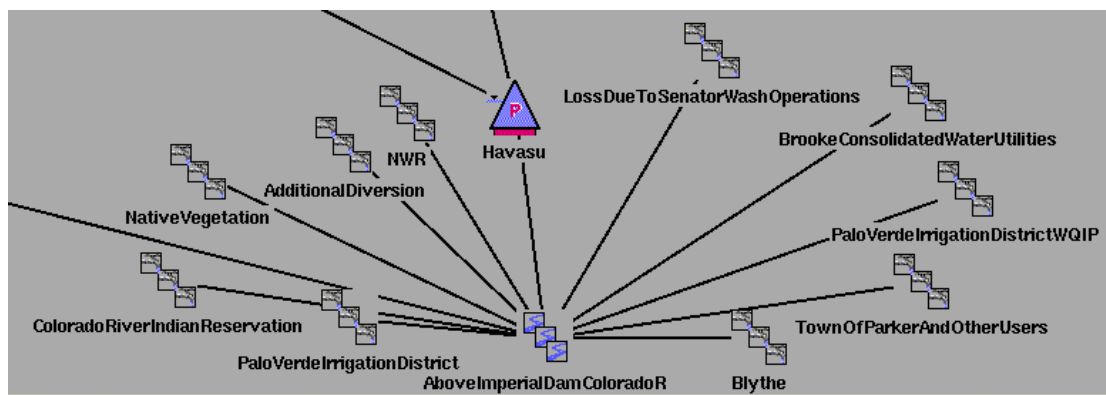 P
LossDueToSenatorWashOperations
BrookeConsolidatedWaterUtilities
Havasu
NWR
AdditionalDiversion
NativeVegetation
PaloVerdeIrrigationDistrictWQIP
ColoradoRiverIndianReservation
TownOfParkerAndOtherUsers
PaloVerdeIrrigationDistrict
AboveImperialDamColoradoR
Blythe